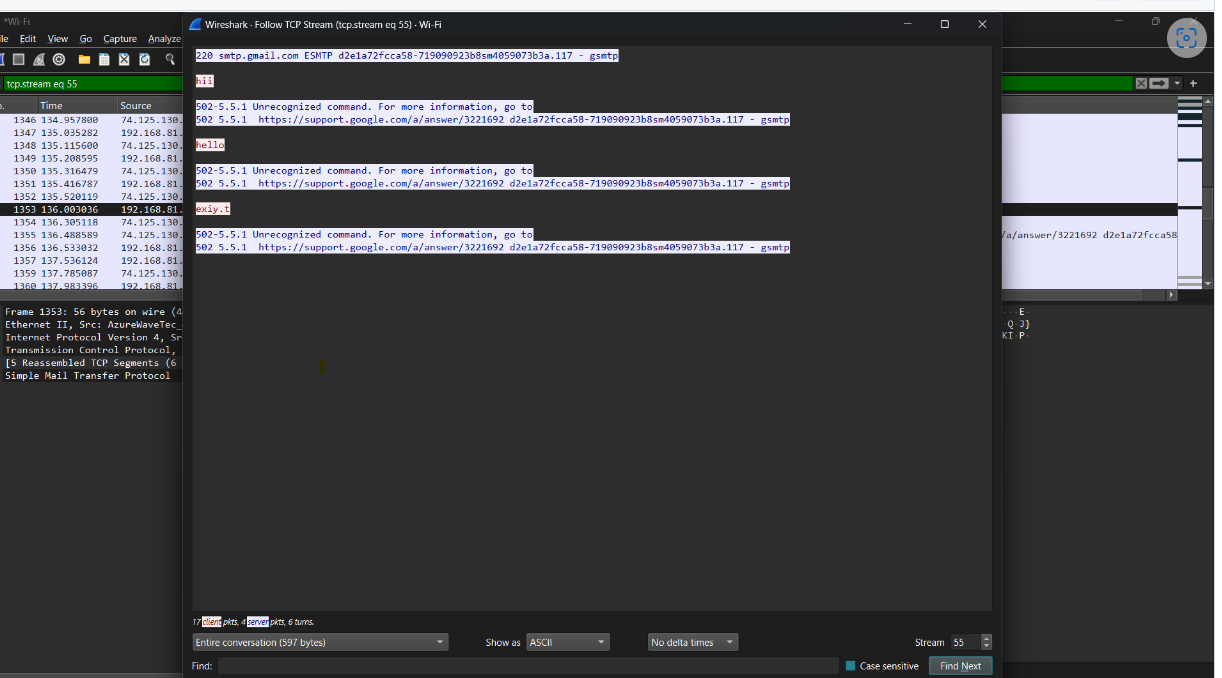 *Wi-Fi
Wireshark · Follow TCP Stream (tcp.stream eq 55) · Wi-Fi
Edit View Go Capture Analyze
tcp.stream eq 55
Time Source
1346 134.957800 74.125.130.
1347 135.035282 192.168.81.
1348 135.115600 74.125.130.
1349 135.208595 192.168.81.
1350 135.316479 74.125.130.
1351 135.416787 192.168.81.
1352 135.520119 74.125.130.
1353 136.003036 192.168.81.
1354 136.305118 74.125.130.
1355 136.488589 74.125.130.
1356 136.533032 192.168.81.
1357 137.536124 192.168.81.
1359 137.785087 74.125.130.
1360 137.983396 192.168.81.
Frame 1353: 56 bytes on wire (4
Ethernet II, Src: AzureWaveTec_
Internet Protocol Version 4, Sr
Transmission Control Protocol,
[5 Reassembled TCP Segments (6
Simple Mail Transfer Protocol
220 smtp.gmail.com ESMTP d2e1a72fcca58-719090923b8sm4059073b3a.117 - gsmtp
hii
502-5.5.1 Unrecognized command. For more information, go to
502 5.5.1  https://support.google.com/a/answer/3221692 d2e1a72fcca58-719090923b8sm4059073b3a.117 - gsmtp
hello
502-5.5.1 Unrecognized command. For more information, go to
502 5.5.1  https://support.google.com/a/answer/3221692 d2e1a72fcca58-719090923b8sm4059073b3a.117 - gsmtp
exiy.t
502-5.5.1 Unrecognized command. For more information, go to
502 5.5.1  https://support.google.com/a/answer/3221692 d2e1a72fcca58-719090923b8sm4059073b3a.117 - gsmtp
/a/answer/3221692 d2e1a72fcca58
···E·
·Q·J}
KI·P·
17 client pkts, 4 server pkts, 6 turns.
Entire conversation (597 bytes) Show as ASCII No delta times Stream 55
Find: Case sensitive Find Next